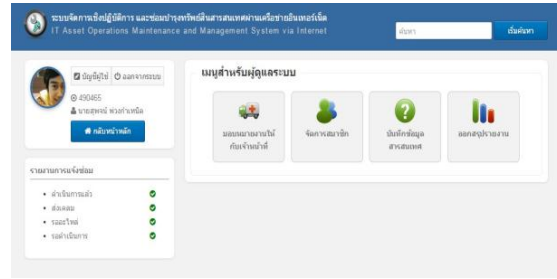 ระบบจัดการเชิงปฏิบัติการ และซ่อมบำรุงทรัพย์สินสารสนเทศผ่านเครือข่ายอินเทอร์เน็ต
IT Asset Operations Maintenance and Management System via Internet
ค้นหา
เริ่มค้นหา
บัญชีผู้ใช้
ออกจากระบบ
490465
นายสุพจน์ พ่วงกำเหนิด
กลับหน้าหลัก
รายงานการแจ้งซ่อม
ดำเนินการแล้ว
ส่งเคลม
รออะไหล่
รอดำเนินการ
เมนูสำหรับผู้ดูแลระบบ
มอบหมายงานให้
กับเจ้าหน้าที่
จัดการสมาชิก
บันทึกข้อมูล
สารสนเทศ
ออกสรุปรายงาน